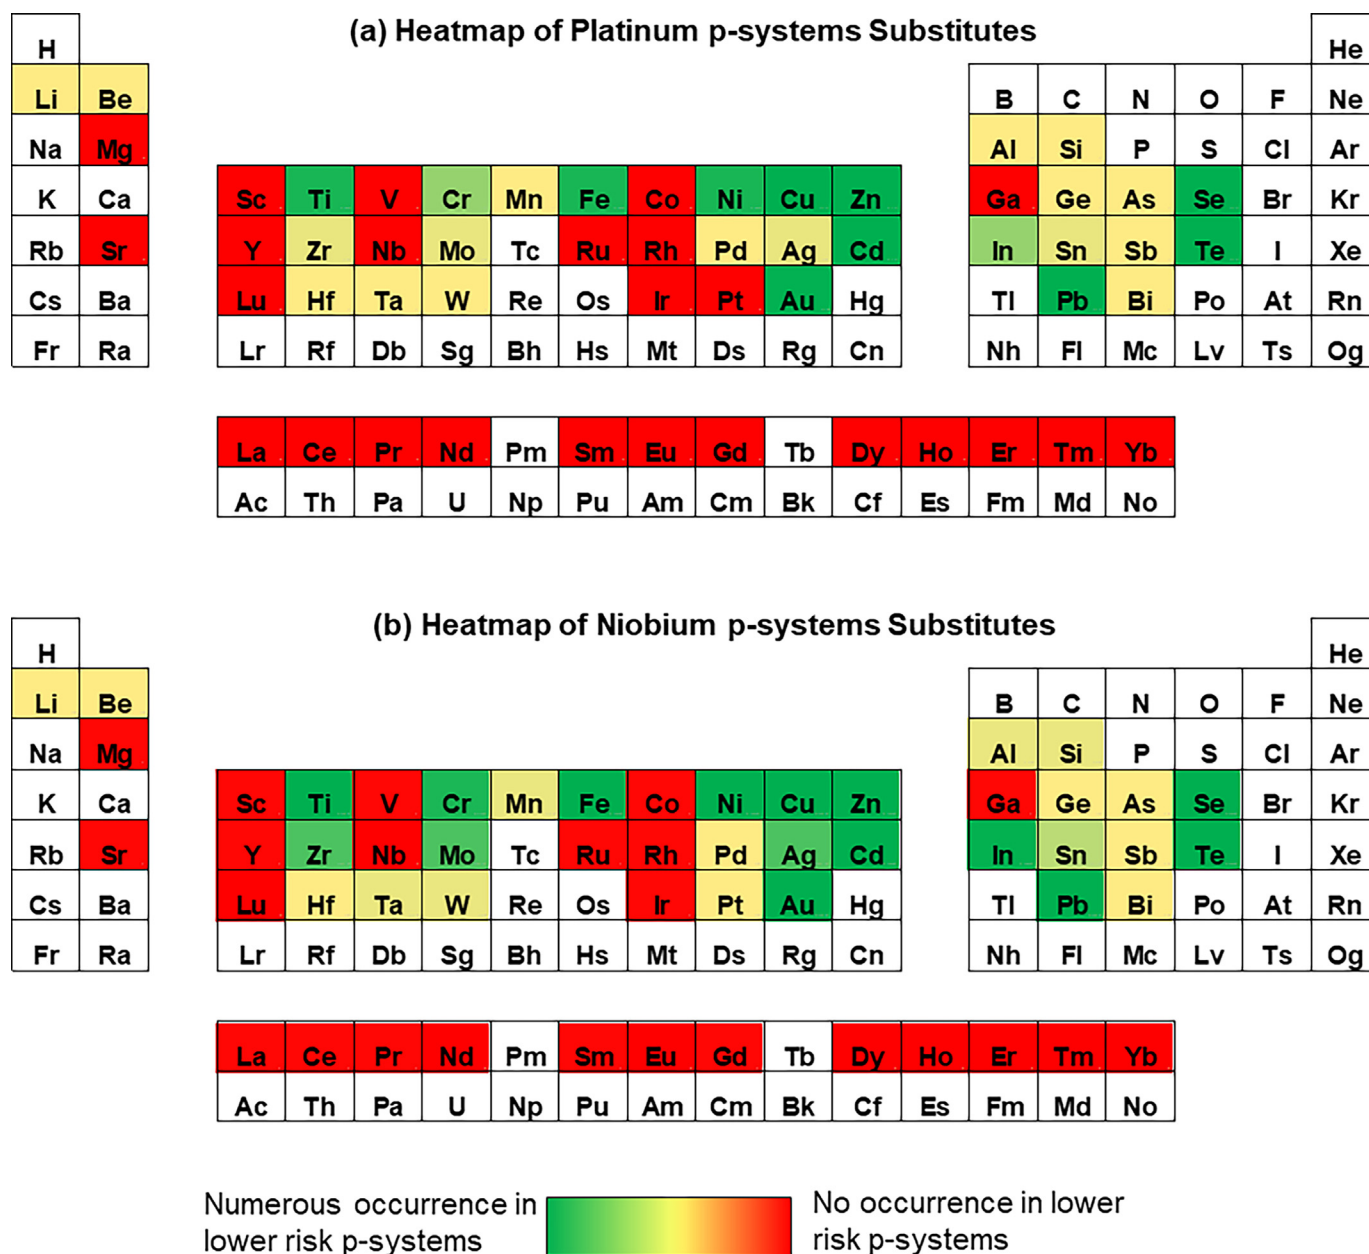 (a) Heatmap of Platinum p-systems Substitutes
H He
Li Be B C N O F Ne
Na Mg Al Si P S Cl Ar
K Ca Sc Ti V Cr Mn Fe Co Ni Cu Zn Ga Ge As Se Br Kr
Rb Sr Y Zr Nb Mo Tc Ru Rh Pd Ag Cd In Sn Sb Te I Xe
Cs Ba Lu Hf Ta W Re Os Ir Pt Au Hg Tl Pb Bi Po At Rn
Fr Ra Lr Rf Db Sg Bh Hs Mt Ds Rg Cn Nh Fl Mc Lv Ts Og
La Ce Pr Nd Pm Sm Eu Gd Tb Dy Ho Er Tm Yb
Ac Th Pa U Np Pu Am Cm Bk Cf Es Fm Md No
(b) Heatmap of Niobium p-systems Substitutes
H He
Li Be B C N O F Ne
Na Mg Al Si P S Cl Ar
K Ca Sc Ti V Cr Mn Fe Co Ni Cu Zn Ga Ge As Se Br Kr
Rb Sr Y Zr Nb Mo Tc Ru Rh Pd Ag Cd In Sn Sb Te I Xe
Cs Ba Lu Hf Ta W Re Os Ir Pt Au Hg Tl Pb Bi Po At Rn
Fr Ra Lr Rf Db Sg Bh Hs Mt Ds Rg Cn Nh Fl Mc Lv Ts Og
La Ce Pr Nd Pm Sm Eu Gd Tb Dy Ho Er Tm Yb
Ac Th Pa U Np Pu Am Cm Bk Cf Es Fm Md No
Numerous occurrence in
lower risk p-systems
No occurrence in lower
risk p-systems